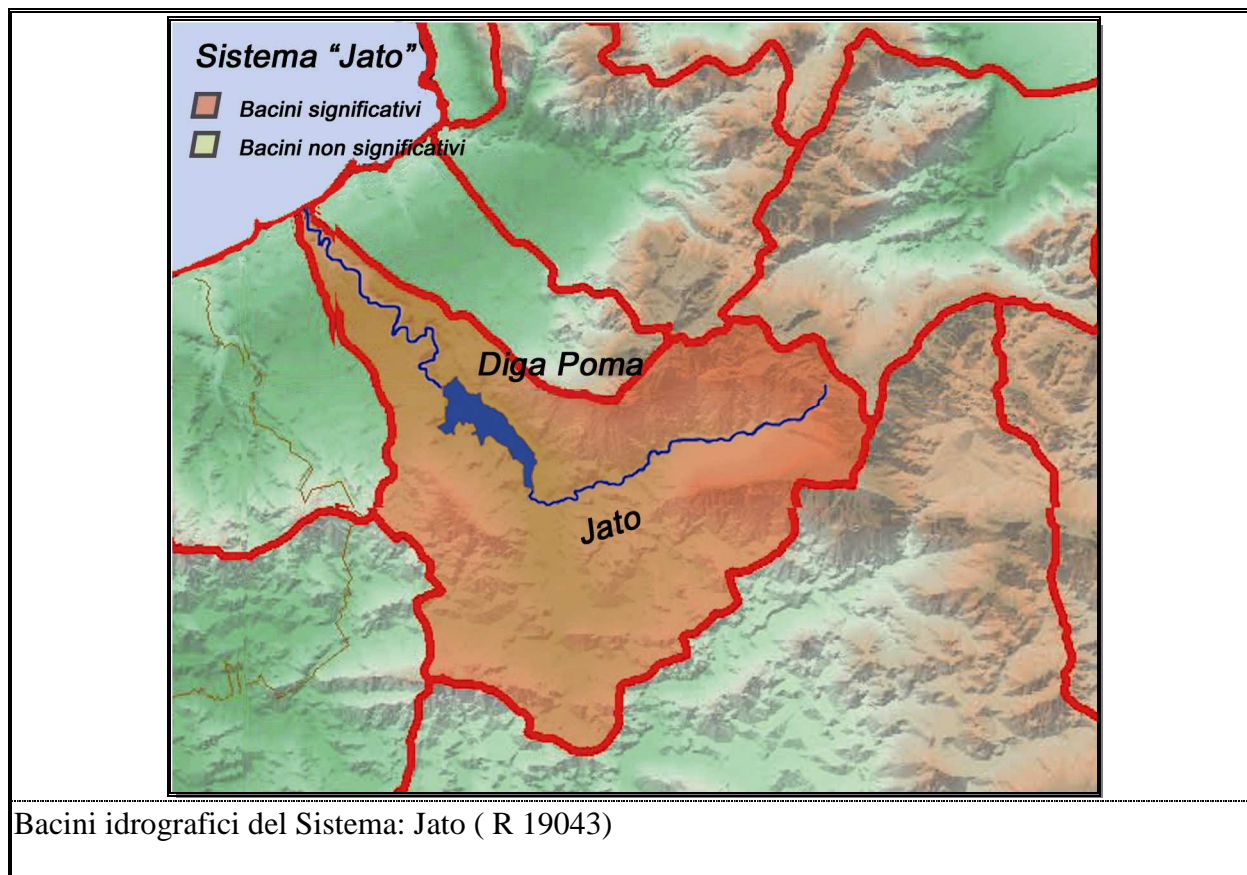 Sistema “Jato”
Bacini significativi
Bacini non significativi
Diga Poma
Jato
Bacini idrografici del Sistema: Jato ( R 19043)